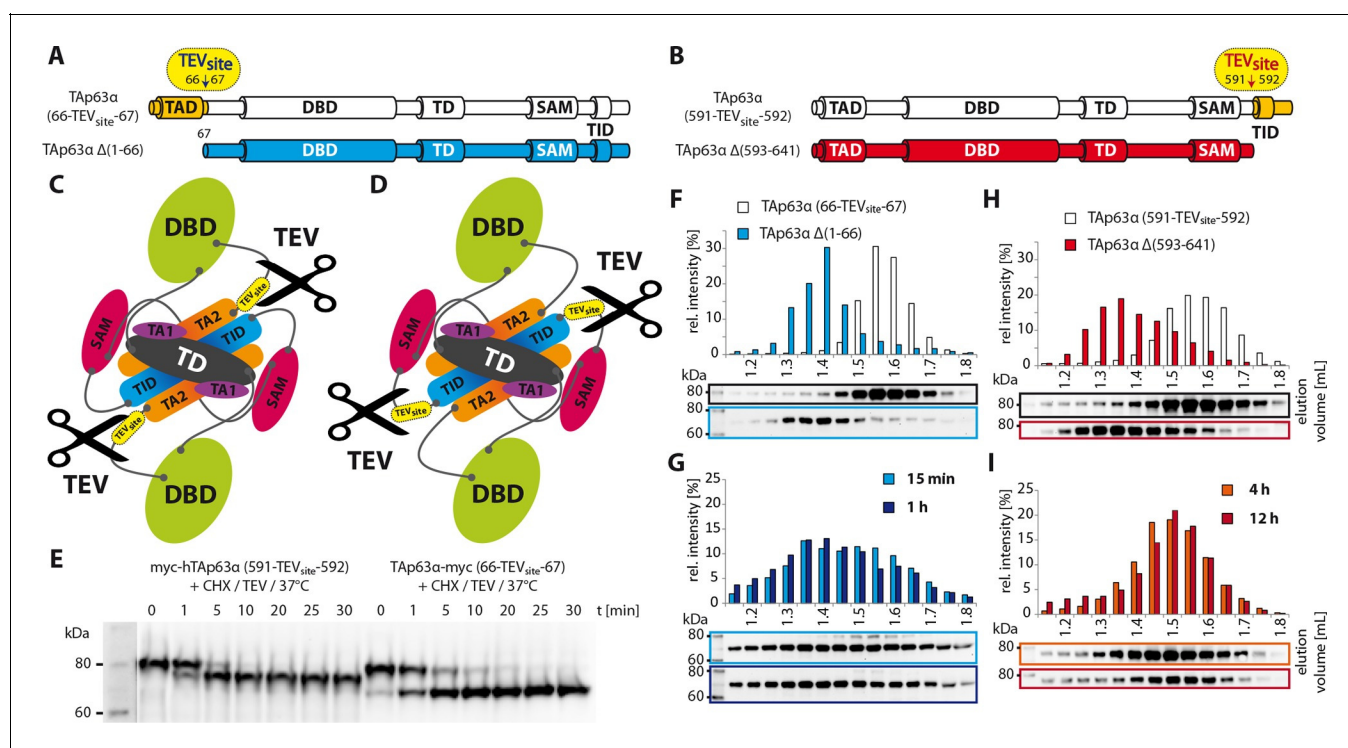 A
TEVsite
66 67
TAp63α
(66-TEVsite-67)
TAD
DBD
TD
SAM
67
TID
TAp63α Δ(1-66)
DBD
TD
SAM
B
TEVsite
591 592
TAp63α
(591-TEVsite-592)
TAD
DBD
TD
SAM
TID
TAp63α Δ(593-641)
TAD
DBD
TD
SAM
C
DBD
TEV
TEVsite
SAM
TA2
TA1
TID
TD
TID
TA1
TA2
SAM
TEVsite
TEV
DBD
D
DBD
TEV
TEVsite
SAM
TA2
TA1
TID
TD
TID
TA1
TA2
SAM
TEVsite
TEV
DBD
E
myc-hTAp63α (591-TEVsite-592)
+ CHX / TEV / 37°C
TAp63α-myc (66-TEVsite-67)
+ CHX / TEV / 37°C
0 1 5 10 20 25 30 0 1 5 10 20 25 30 t [min]
kDa
80
60
F
TAp63α (66-TEVsite-67)
TAp63α Δ(1-66)
rel. intensity [%]
30
20
10
0
1.2 1.3 1.4 1.5 1.6 1.7 1.8
kDa
80
80
60
G
15 min
1 h
rel. intensity [%]
25
20
15
10
5
0
1.2 1.3 1.4 1.5 1.6 1.7 1.8
kDa
80
60
80
60
H
TAp63α (591-TEVsite-592)
TAp63α Δ(593-641)
rel. intensity [%]
30
20
10
0
1.2 1.3 1.4 1.5 1.6 1.7 1.8
kDa
80
80
elution
volume [mL]
I
4 h
12 h
rel. intensity [%]
25
20
15
10
5
0
1.2 1.3 1.4 1.5 1.6 1.7 1.8
kDa
80
80
elution
volume [mL]